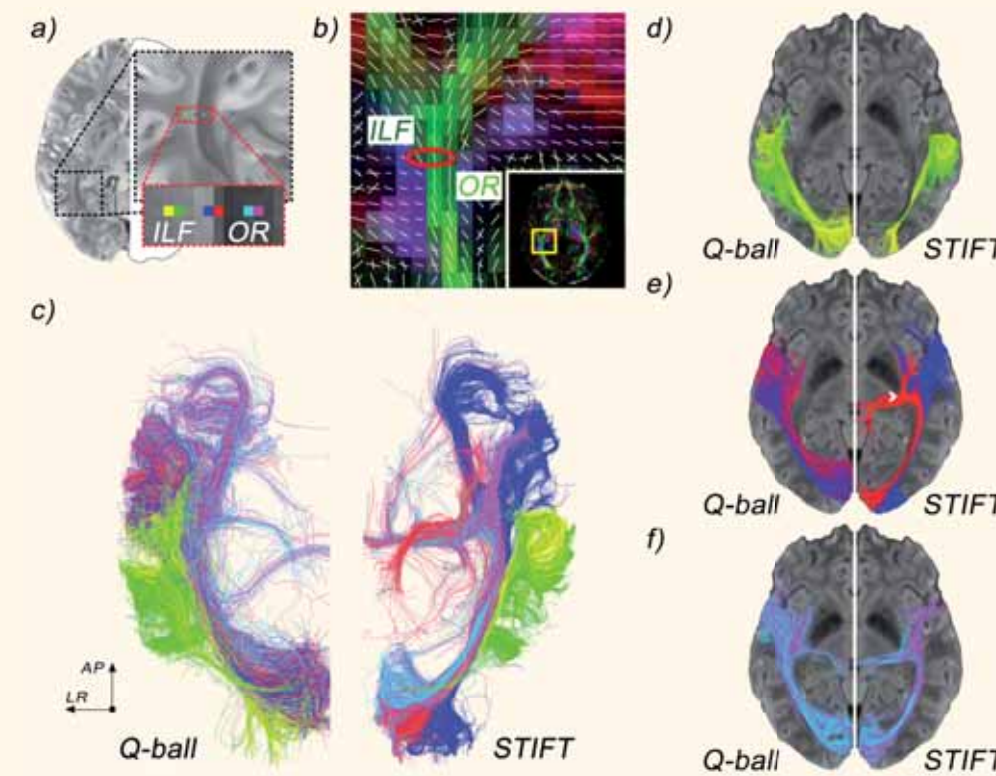 a)
ILF OR
b)
ILF
OR
c)
AP
LR
Q-ball STIFT
d)
Q-ball STIFT
e)
Q-ball STIFT
f)
Q-ball STIFT